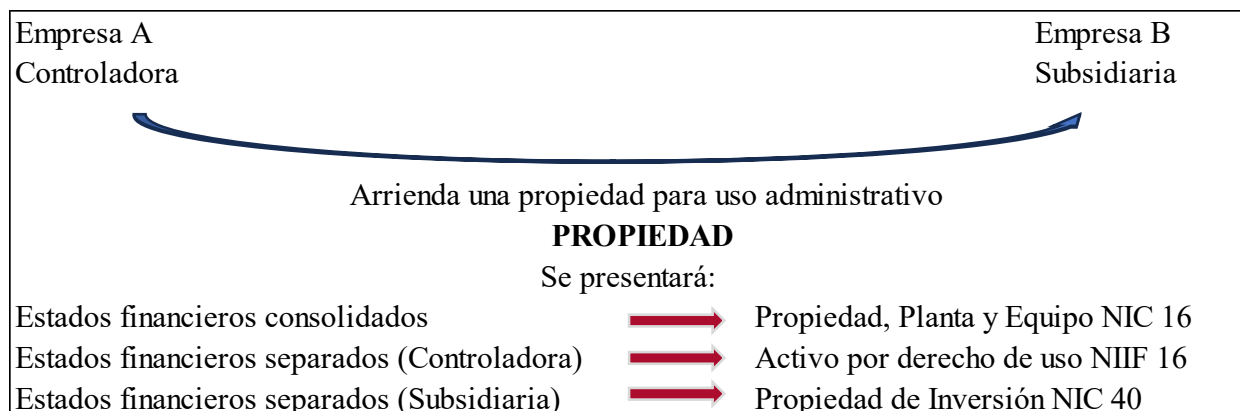 Empresa A Empresa B
Controladora Subsidiaria
Arrienda una propiedad para uso administrativo
PROPIEDAD
Se presentará:
Estados financieros consolidados Propiedad, Planta y Equipo NIC 16
Estados financieros separados (Controladora) Activo por derecho de uso NIIF 16
Estados financieros separados (Subsidiaria) Propiedad de Inversión NIC 40